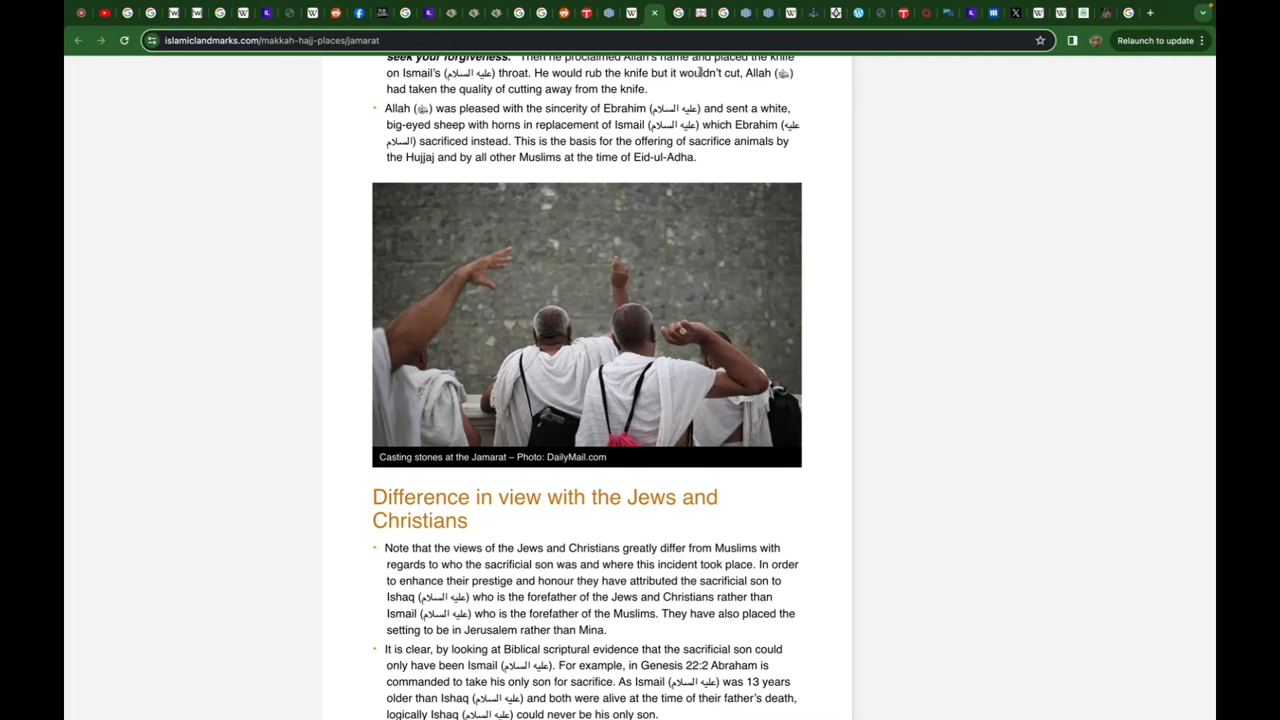 islamiclandmarks.com/makkah-hajj-places/jamarat
Relaunch to update
seek your forgiveness." Then he proclaimed Allah's name and placed the knife
on Ismail's (عليه السلام) throat. He would rub the knife but it wouldn't cut, Allah (ﷻ)
had taken the quality of cutting away from the knife.
• Allah (ﷻ) was pleased with the sincerity of Ebrahim (عليه السلام) and sent a white,
big-eyed sheep with horns in replacement of Ismail (عليه السلام) which Ebrahim (عليه
السلام) sacrificed instead. This is the basis for the offering of sacrifice animals by
the Hujjaj and by all other Muslims at the time of Eid-ul-Adha.
Casting stones at the Jamarat – Photo: DailyMail.com
Difference in view with the Jews and
Christians
• Note that the views of the Jews and Christians greatly differ from Muslims with
regards to who the sacrificial son was and where this incident took place. In order
to enhance their prestige and honour they have attributed the sacrificial son to
Ishaq (عليه السلام) who is the forefather of the Jews and Christians rather than
Ismail (عليه السلام) who is the forefather of the Muslims. They have also placed the
setting to be in Jerusalem rather than Mina.
• It is clear, by looking at Biblical scriptural evidence that the sacrificial son could
only have been Ismail (عليه السلام). For example, in Genesis 22:2 Abraham is
commanded to take his only son for sacrifice. As Ismail (عليه السلام) was 13 years
older than Ishaq (عليه السلام) and both were alive at the time of their father's death,
logically Ishaq (عليه السلام) could never be his only son.